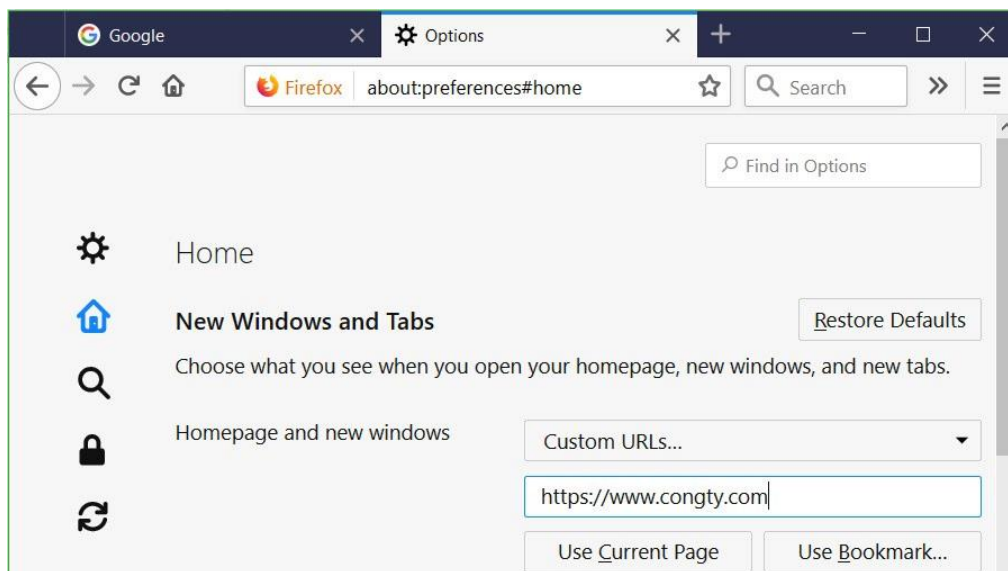 Google Options
Firefox about:preferences#home Search
Find in Options
Home
New Windows and Tabs Restore Defaults
Choose what you see when you open your homepage, new windows, and new tabs.
Homepage and new windows Custom URLs...
https://www.congty.com
Use Current Page Use Bookmark...